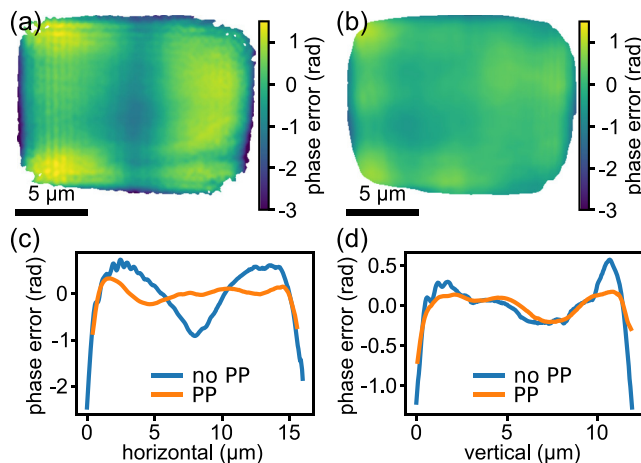 (a)
1
0
-1
-2
-3
phase error (rad)
5 µm
(b)
1
0
-1
-2
-3
phase error (rad)
5 µm
(c)
phase error (rad)
0
-1
-2
no PP
PP
0
5
10
15
horizontal (µm)
(d)
phase error (rad)
0.5
0.0
-0.5
-1.0
no PP
PP
0
5
10
vertical (µm)